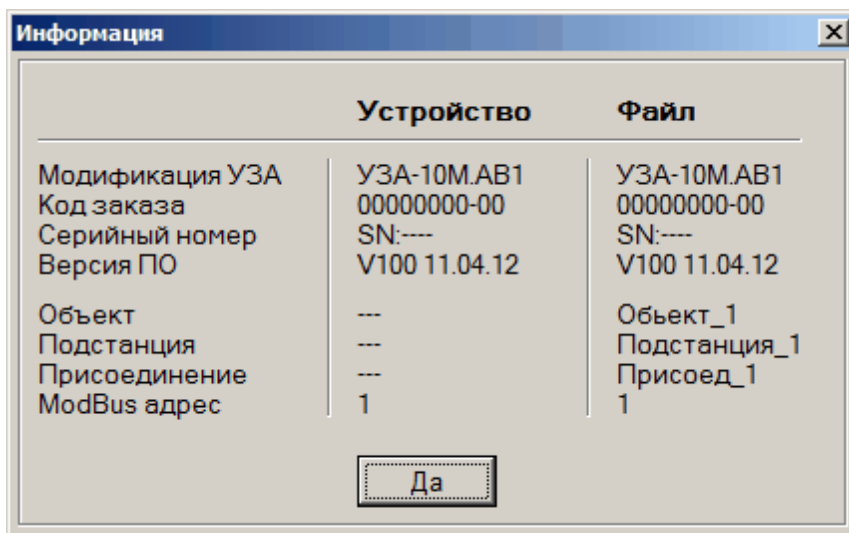 Информация
Устройство Файл
Модификация УЗА УЗА-10М.АВ1 УЗА-10М.АВ1
Код заказа 00000000-00 00000000-00
Серийный номер SN:---- SN:----
Версия ПО V100 11.04.12 V100 11.04.12
Объект --- Обьект_1
Подстанция --- Подстанция_1
Присоединение --- Присоед_1
ModBus адрес 1 1
Да